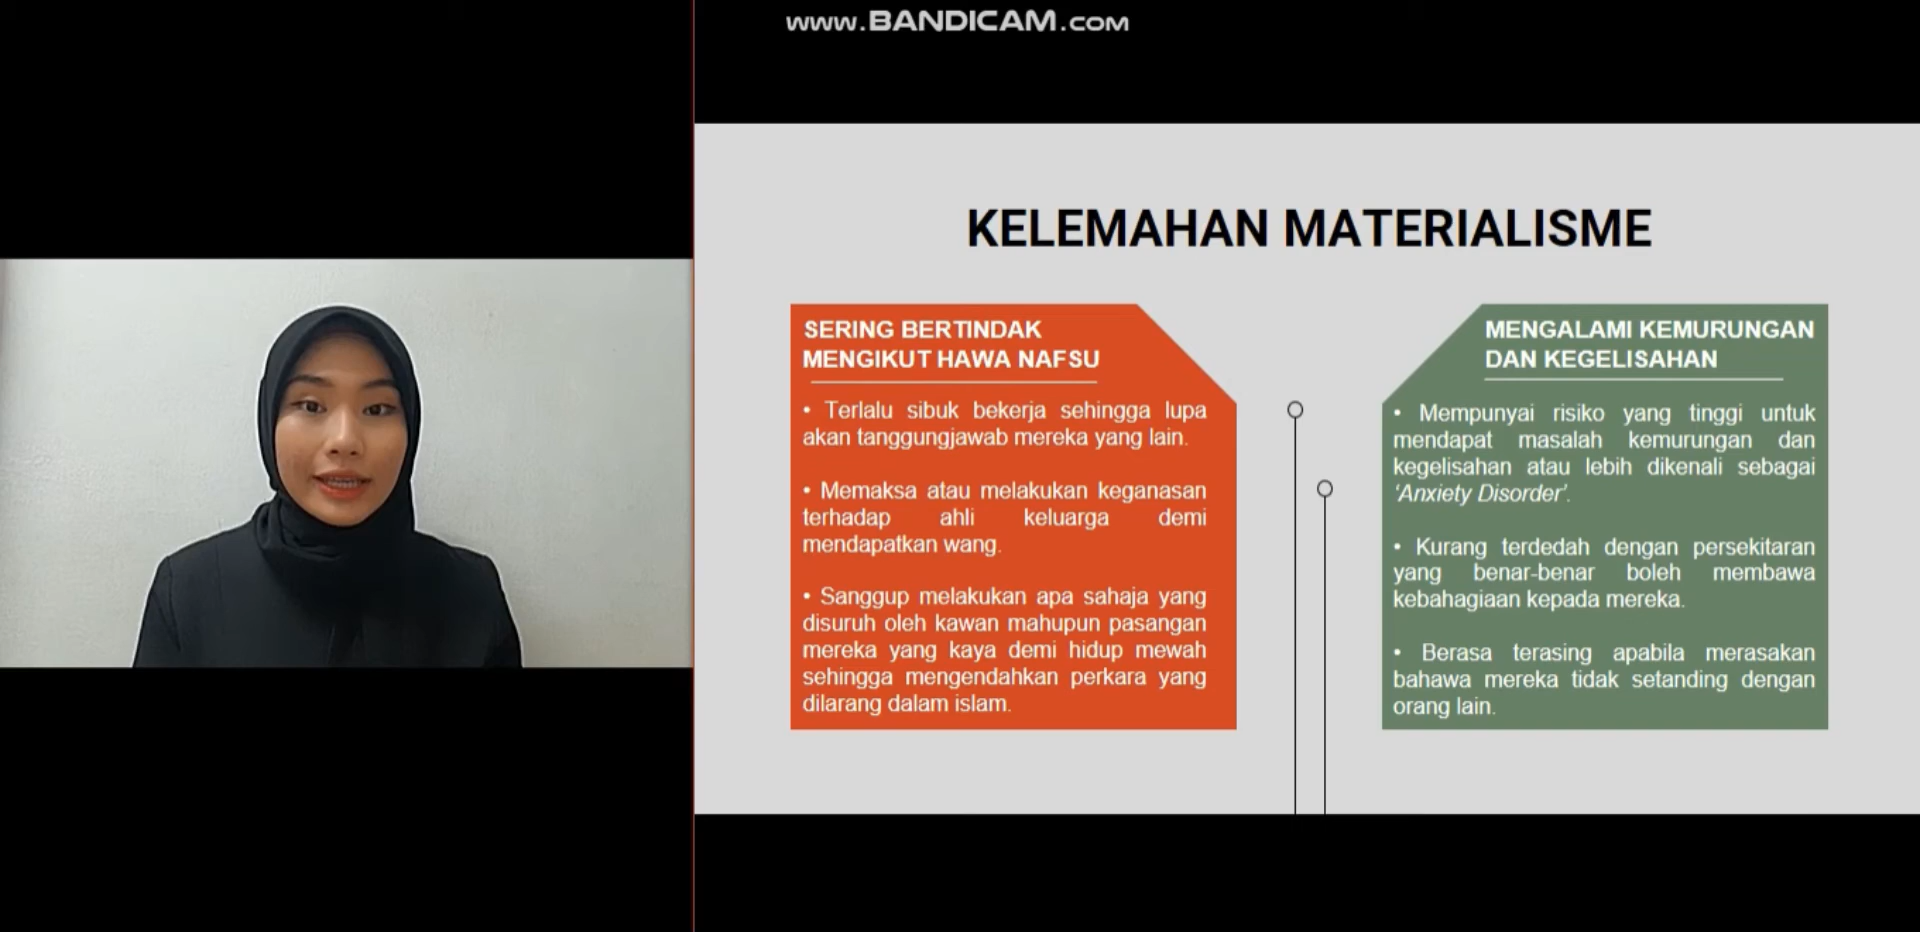 www.BANDICAM.com
KELEMAHAN MATERIALISME
SERING BERTINDAK
MENGIKUT HAWA NAFSU
• Terlalu sibuk bekerja sehingga lupa
akan tanggungjawab mereka yang lain.
• Memaksa atau melakukan keganasan
terhadap ahli keluarga demi
mendapatkan wang.
• Sanggup melakukan apa sahaja yang
disuruh oleh kawan mahupun pasangan
mereka yang kaya demi hidup mewah
sehingga mengendahkan perkara yang
dilarang dalam islam.
MENGALAMI KEMURUNGAN
DAN KEGELISAHAN
• Mempunyai risiko yang tinggi untuk
mendapat masalah kemurungan dan
kegelisahan atau lebih dikenali sebagai
‘Anxiety Disorder’.
• Kurang terdedah dengan persekitaran
yang benar-benar boleh membawa
kebahagiaan kepada mereka.
• Berasa terasing apabila merasakan
bahawa mereka tidak setanding dengan
orang lain.